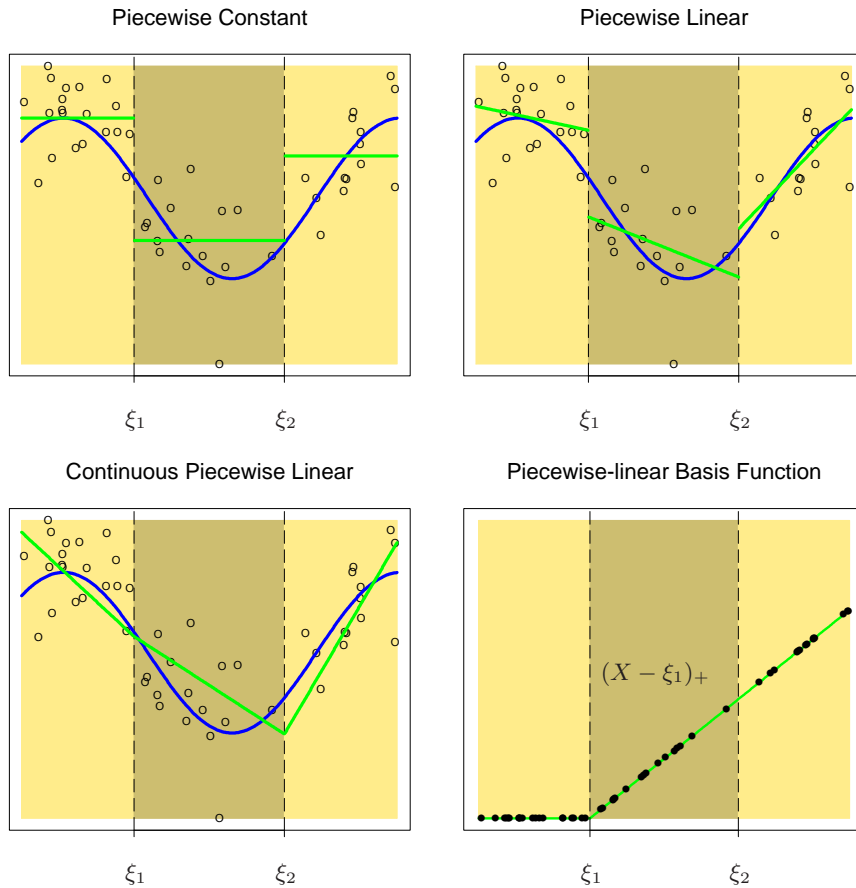 Piecewise Constant
Piecewise Linear
ξ1
ξ2
ξ1
ξ2
Continuous Piecewise Linear
Piecewise-linear Basis Function
(X − ξ1)+
ξ1
ξ2
ξ1
ξ2